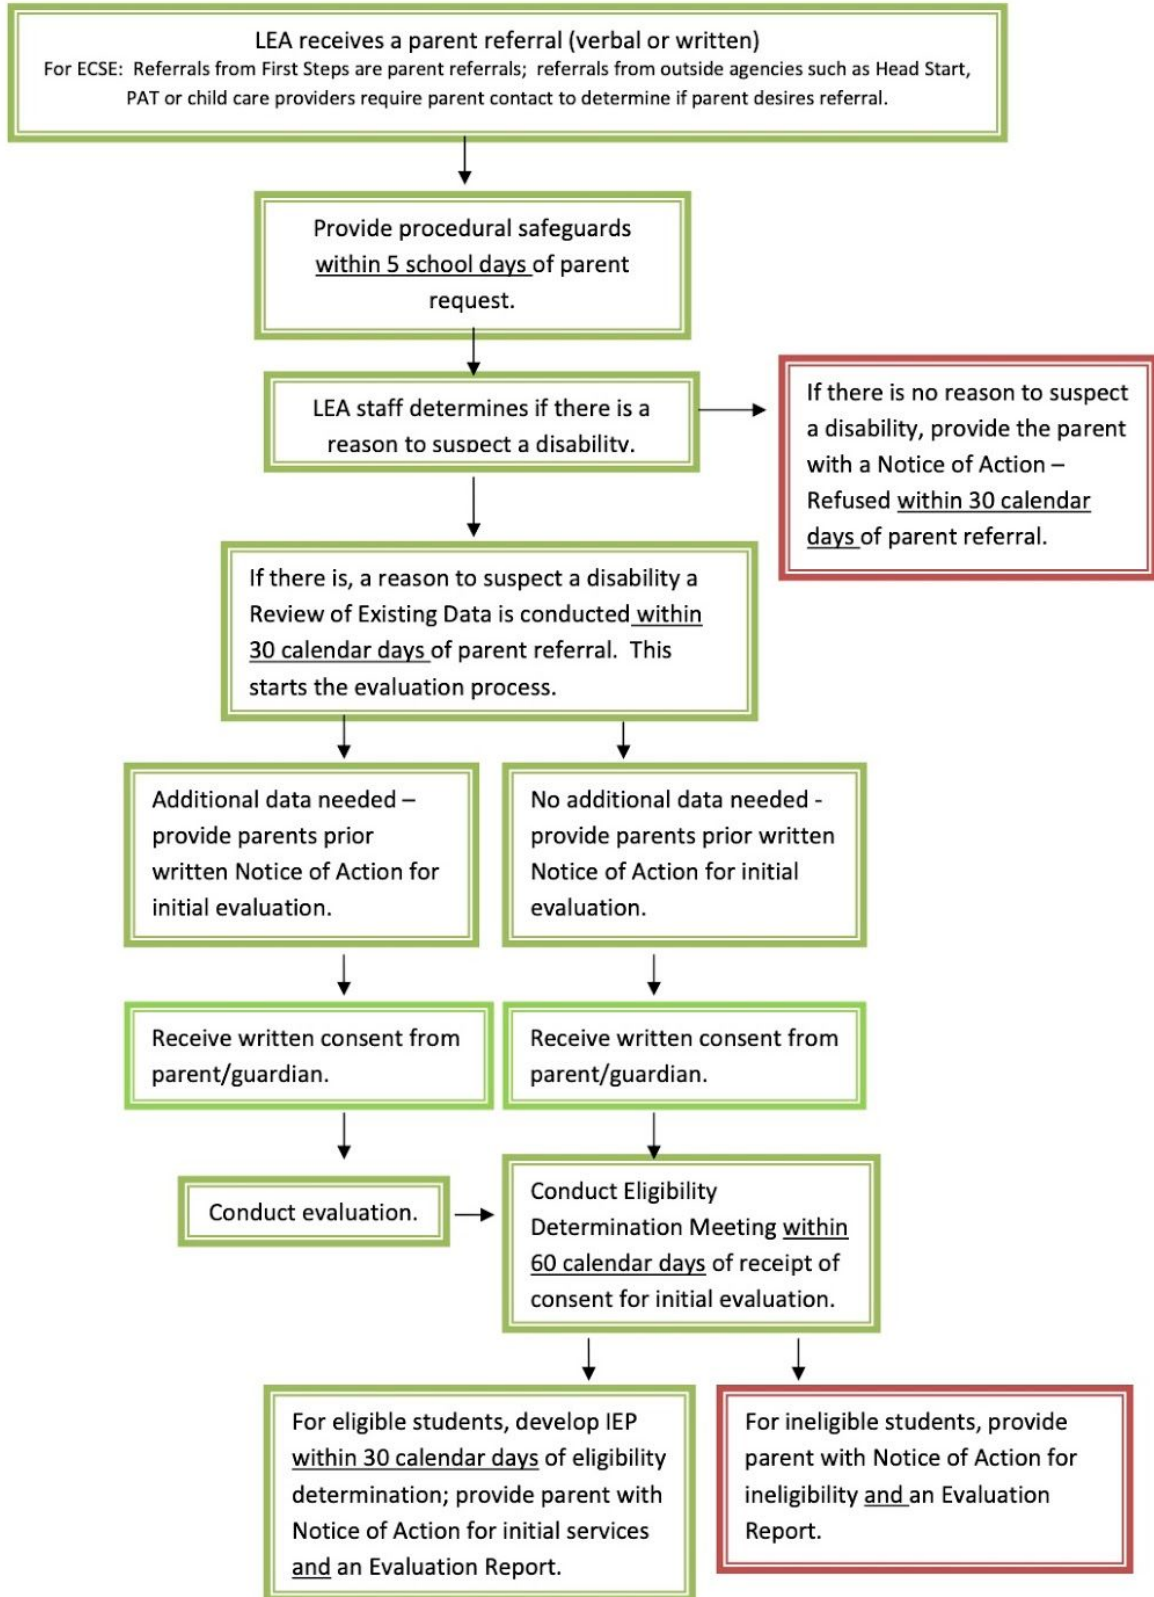 LEA receives a parent referral (verbal or written)
For ECSE:  Referrals from First Steps are parent referrals;  referrals from outside agencies such as Head Start,
PAT or child care providers require parent contact to determine if parent desires referral.
Provide procedural safeguards
within 5 school days of parent
request.
LEA staff determines if there is a
reason to suspect a disability.
If there is no reason to suspect
a disability, provide the parent
with a Notice of Action –
Refused within 30 calendar
days of parent referral.
If there is, a reason to suspect a disability a
Review of Existing Data is conducted within
30 calendar days of parent referral.  This
starts the evaluation process.
Additional data needed –
provide parents prior
written Notice of Action for
initial evaluation.
No additional data needed -
provide parents prior written
Notice of Action for initial
evaluation.
Receive written consent from
parent/guardian.
Receive written consent from
parent/guardian.
Conduct evaluation.
Conduct Eligibility
Determination Meeting within
60 calendar days of receipt of
consent for initial evaluation.
For eligible students, develop IEP
within 30 calendar days of eligibility
determination; provide parent with
Notice of Action for initial services
and an Evaluation Report.
For ineligible students, provide
parent with Notice of Action for
ineligibility and an Evaluation
Report.